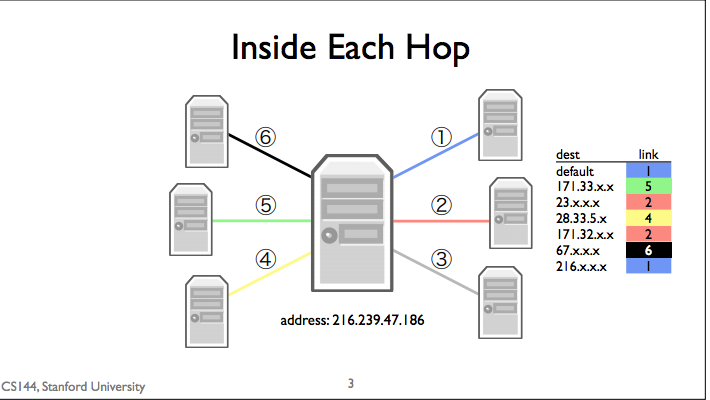 Inside Each Hop
⑥
①
⑤
②
④
③
dest link
default 1
171.33.x.x 5
23.x.x.x 2
28.33.5.x 4
171.32.x.x 2
67.x.x.x 6
216.x.x.x 1
address: 216.239.47.186
CS144, Stanford University
3